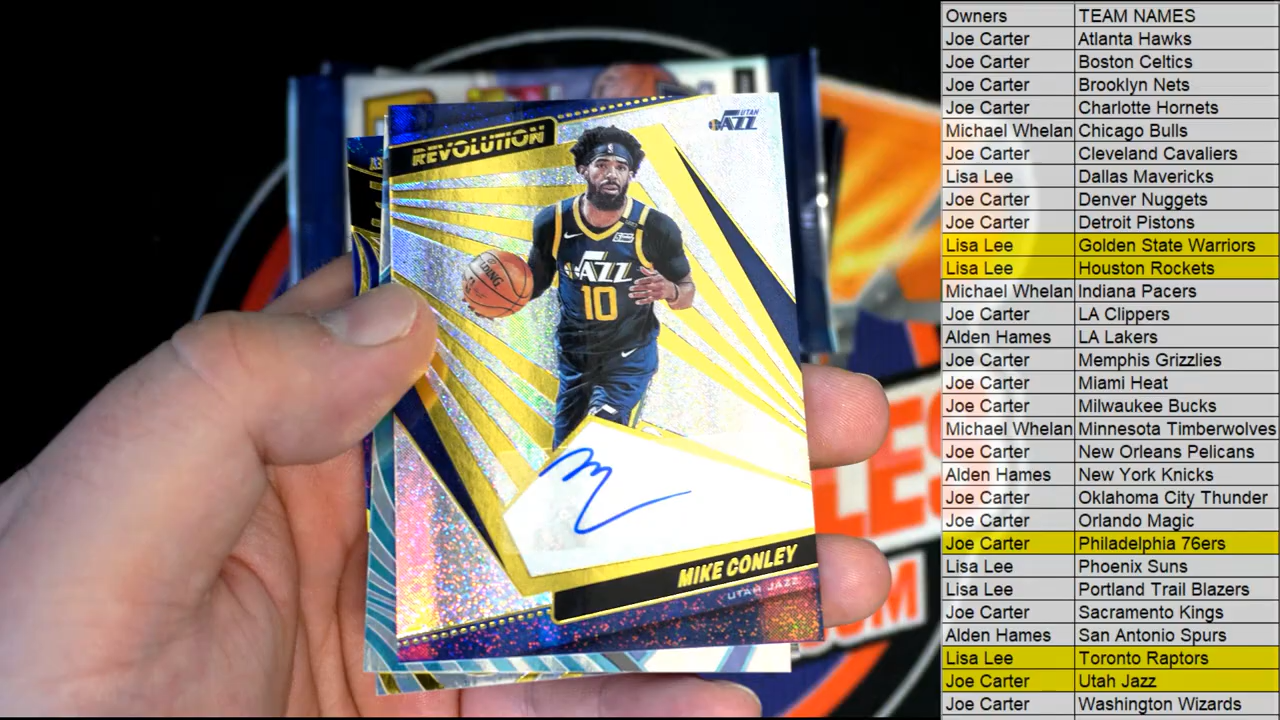 REVOLUTION
UTAH
JAZZ
SPALDING
JAZZ
10
MIKE CONLEY
UTAH JAZZ
Owners TEAM NAMES
Joe Carter Atlanta Hawks
Joe Carter Boston Celtics
Joe Carter Brooklyn Nets
Joe Carter Charlotte Hornets
Michael Whelan Chicago Bulls
Joe Carter Cleveland Cavaliers
Lisa Lee Dallas Mavericks
Joe Carter Denver Nuggets
Joe Carter Detroit Pistons
Lisa Lee Golden State Warriors
Lisa Lee Houston Rockets
Michael Whelan Indiana Pacers
Joe Carter LA Clippers
Alden Hames LA Lakers
Joe Carter Memphis Grizzlies
Joe Carter Miami Heat
Joe Carter Milwaukee Bucks
Michael Whelan Minnesota Timberwolves
Joe Carter New Orleans Pelicans
Alden Hames New York Knicks
Joe Carter Oklahoma City Thunder
Joe Carter Orlando Magic
Joe Carter Philadelphia 76ers
Lisa Lee Phoenix Suns
Lisa Lee Portland Trail Blazers
Joe Carter Sacramento Kings
Alden Hames San Antonio Spurs
Lisa Lee Toronto Raptors
Joe Carter Utah Jazz
Joe Carter Washington Wizards